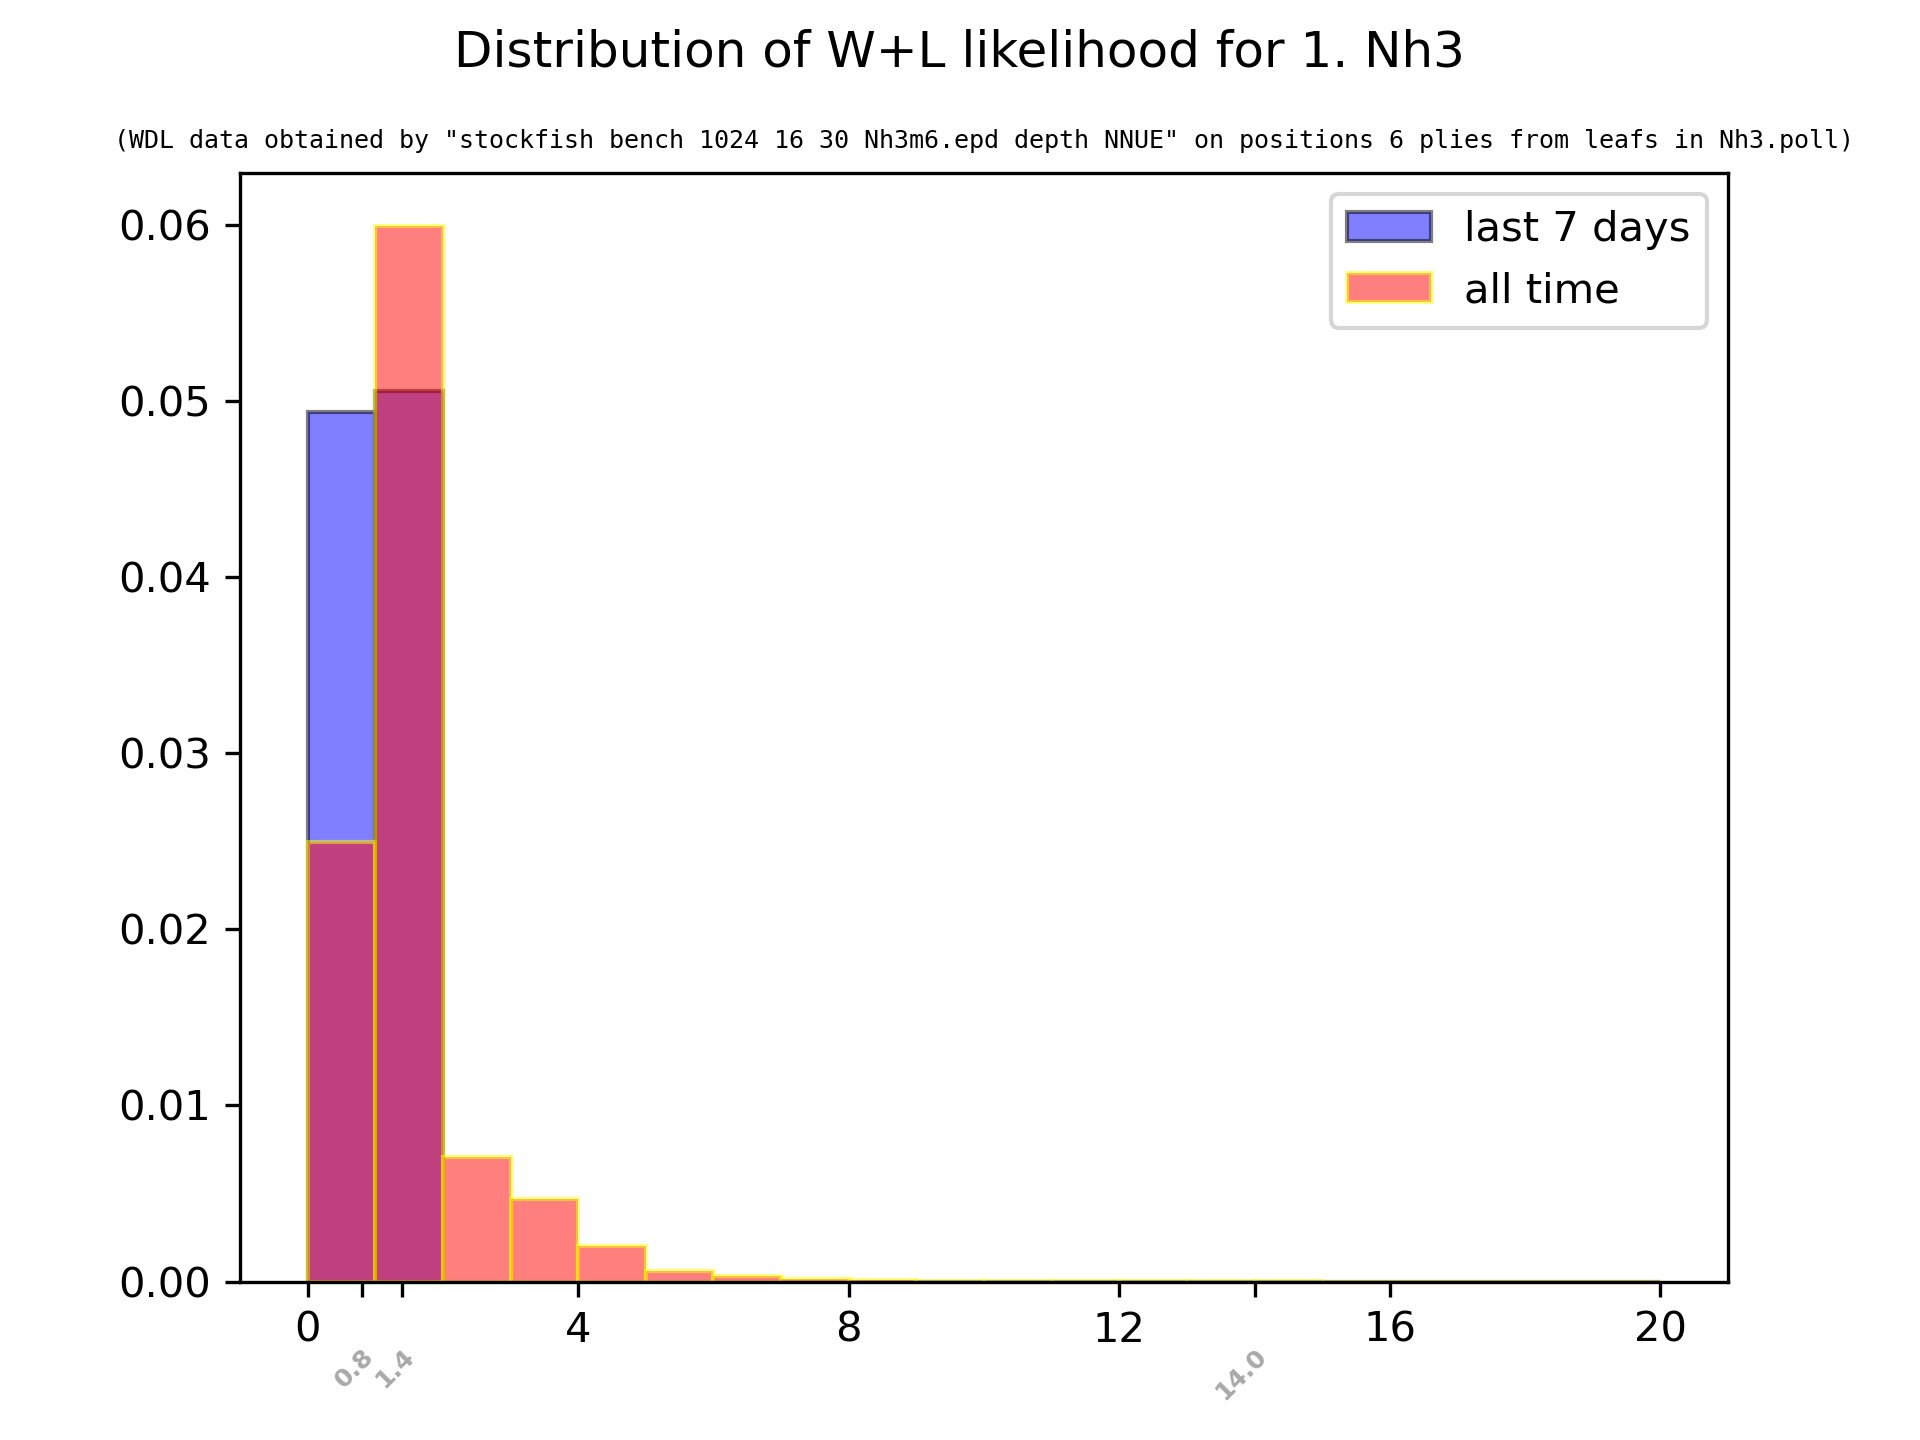 Distribution of W+L likelihood for 1. Nh3
(WDL data obtained by "stockfish bench 1024 16 30 Nh3m6.epd depth NNUE" on positions 6 plies from leafs in Nh3.poll)
last 7 days
all time
0.06
0.05
0.04
0.03
0.02
0.01
0.00
0 4 8 12 16 20
0.8 1.4 14.0